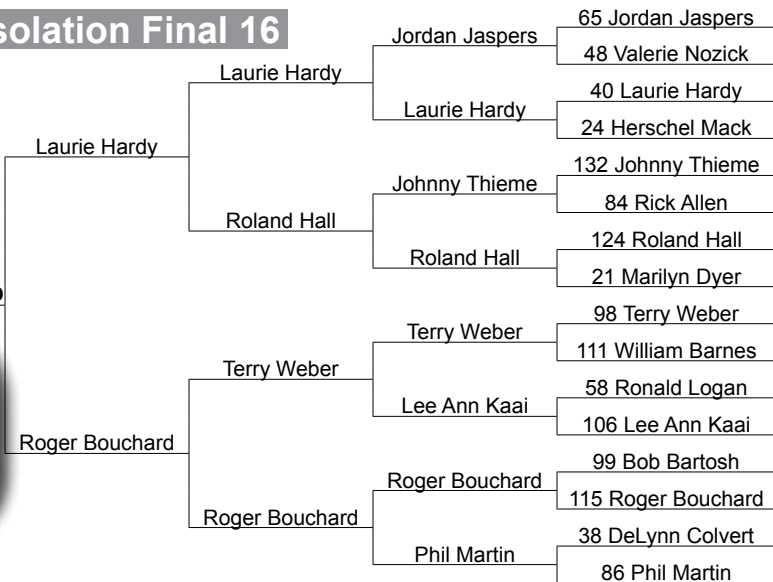 solation Final 16
65 Jordan Jaspers
Jordan Jaspers
48 Valerie Nozick
Laurie Hardy
40 Laurie Hardy
Laurie Hardy
24 Herschel Mack
Laurie Hardy
132 Johnny Thieme
Johnny Thieme
84 Rick Allen
Roland Hall
124 Roland Hall
Roland Hall
21 Marilyn Dyer
98 Terry Weber
Terry Weber
111 William Barnes
Terry Weber
58 Ronald Logan
Lee Ann Kaai
106 Lee Ann Kaai
Roger Bouchard
99 Bob Bartosh
Roger Bouchard
115 Roger Bouchard
Roger Bouchard
38 DeLynn Colvert
Phil Martin
86 Phil Martin